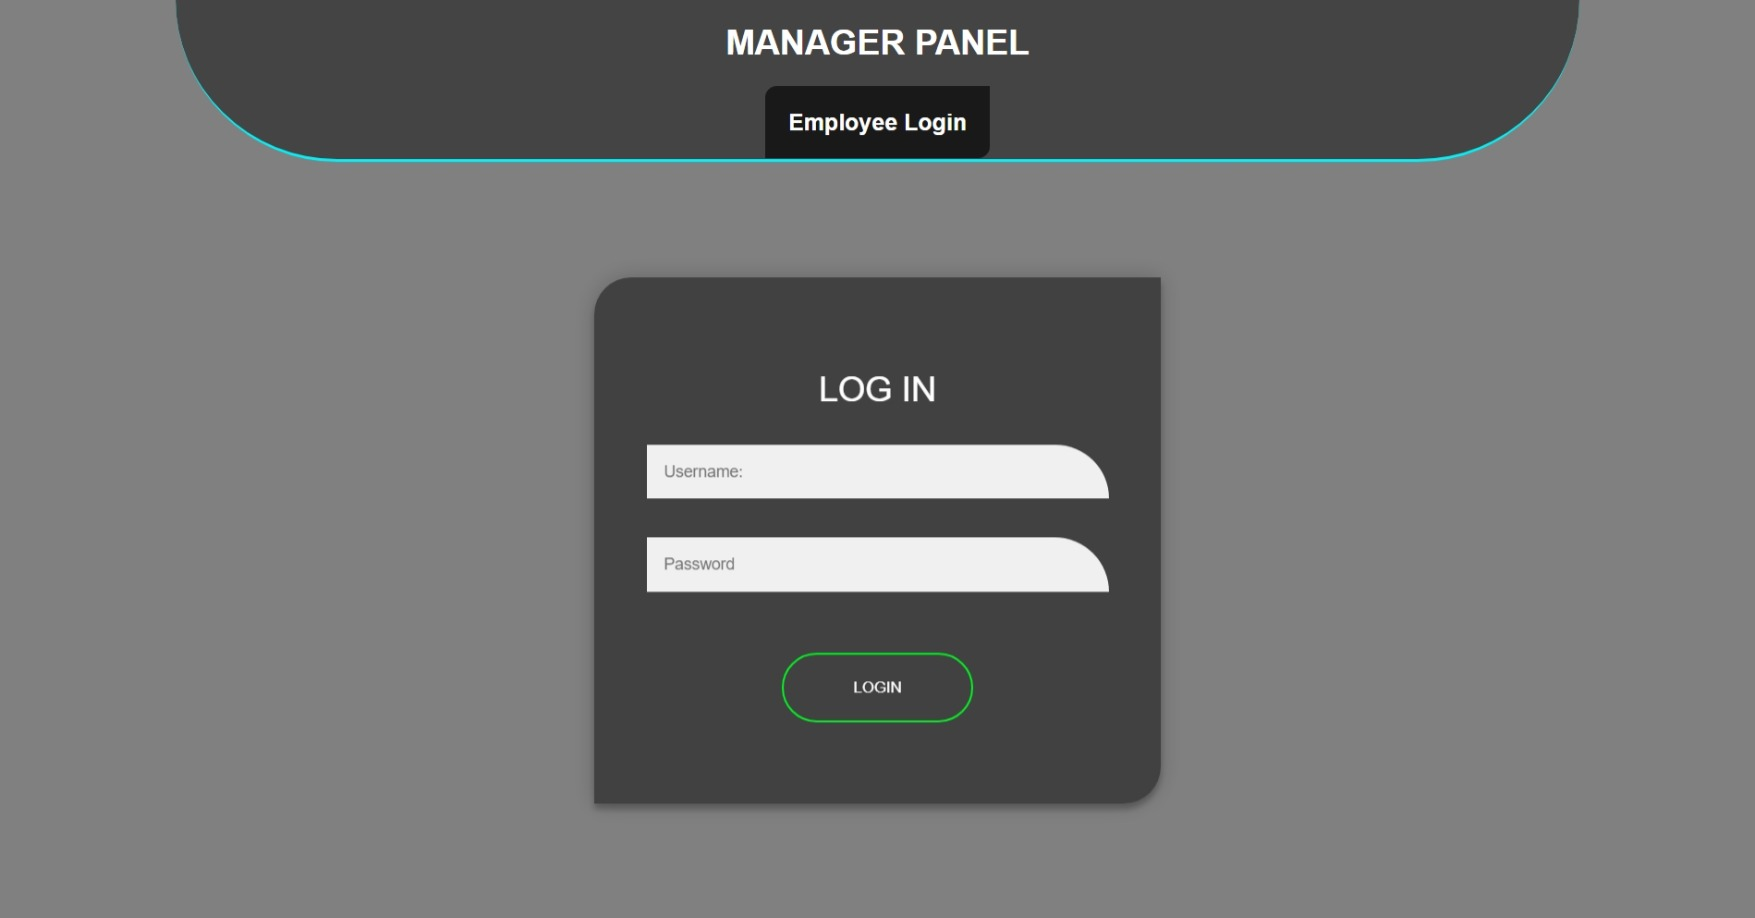 MANAGER PANEL
Employee Login
LOG IN
Username:
Password
LOGIN